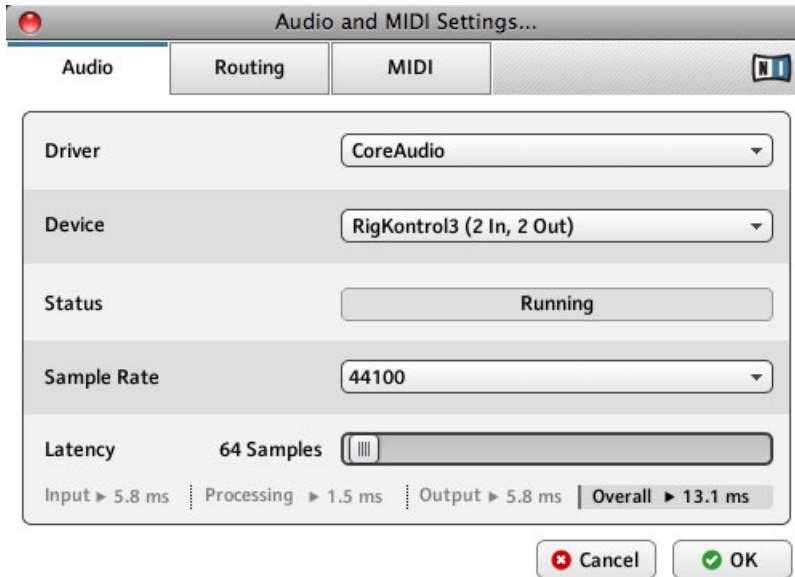 Audio and MIDI Settings...
Audio Routing MIDI NI
Driver CoreAudio
Device RigKontrol3 (2 In, 2 Out)
Status Running
Sample Rate 44100
Latency 64 Samples
Input ▸ 5.8 ms Processing ▸ 1.5 ms Output ▸ 5.8 ms Overall ▸ 13.1 ms
Cancel OK